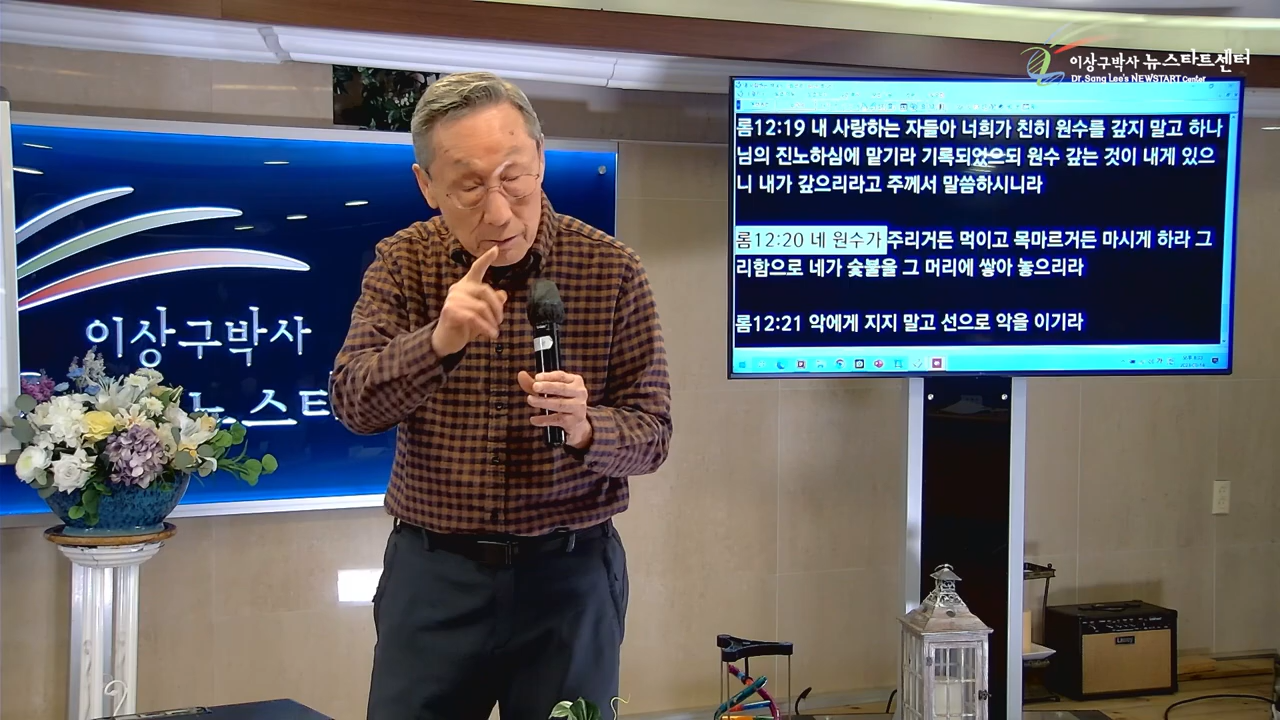 이상구박사 뉴스타트센터
Dr. Sang Lee's NEWSTART Center
롬12:19 내 사랑하는 자들아 너희가 친히 원수를 갚지 말고 하나
님의 진노하심에 맡기라 기록되었으되 원수 갚는 것이 내게 있으
니 내가 갚으리라고 주께서 말씀하시니라
롬12:20 네 원수가 주리거든 먹이고 목마르거든 마시게 하라 그
리함으로 네가 숯불을 그 머리에 쌓아 놓으리라
롬12:21 악에게 지지 말고 선으로 악을 이기라
이상구박사
뉴스타
Laney